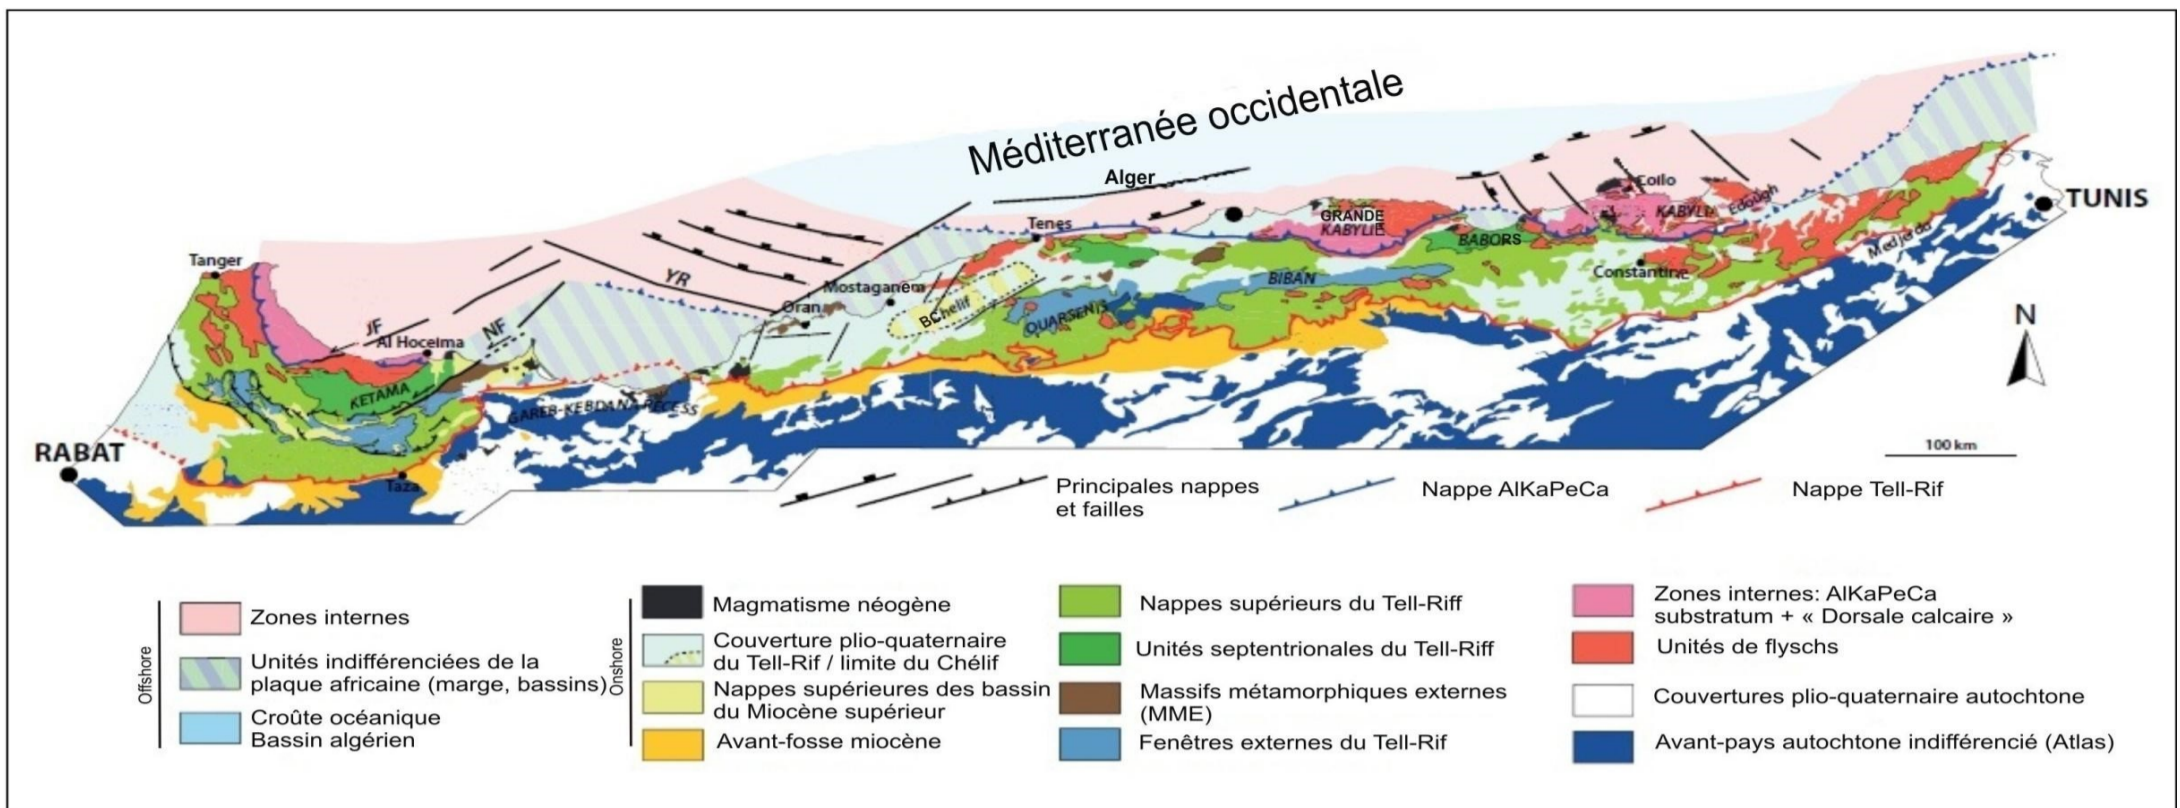 Méditerranée occidentale
Alger
Tenes
GRANDE
KABYLIE
Coilo
KABYLIE
Edough
TUNIS
BABORS
Medjerda
Constantine
BIBAN
Tanger
YR
Mostaganem
Oran
BChelif
QUARSENIS
JF
NF
Al Hoceima
KETAMA
GAREB-KEBDANA RECESS
N
RABAT
Taza
100 km
Principales nappes
et failles
Nappe AlKaPeCa
Nappe Tell-Rif
Offshore
Zones internes
Unités indifférenciées de la
plaque africaine (marge, bassins)
Croûte océanique
Bassin algérien
Onshore
Magmatisme néogène
Couverture plio-quaternaire
du Tell-Rif / limite du Chélif
Nappes supérieures des bassin
du Miocène supérieur
Avant-fosse miocène
Nappes supérieurs du Tell-Riff
Unités septentrionales du Tell-Riff
Massifs métamorphiques externes
(MME)
Fenêtres externes du Tell-Rif
Zones internes: AlKaPeCa
substratum + « Dorsale calcaire »
Unités de flyschs
Couvertures plio-quaternaire autochtone
Avant-pays autochtone indifférencié (Atlas)